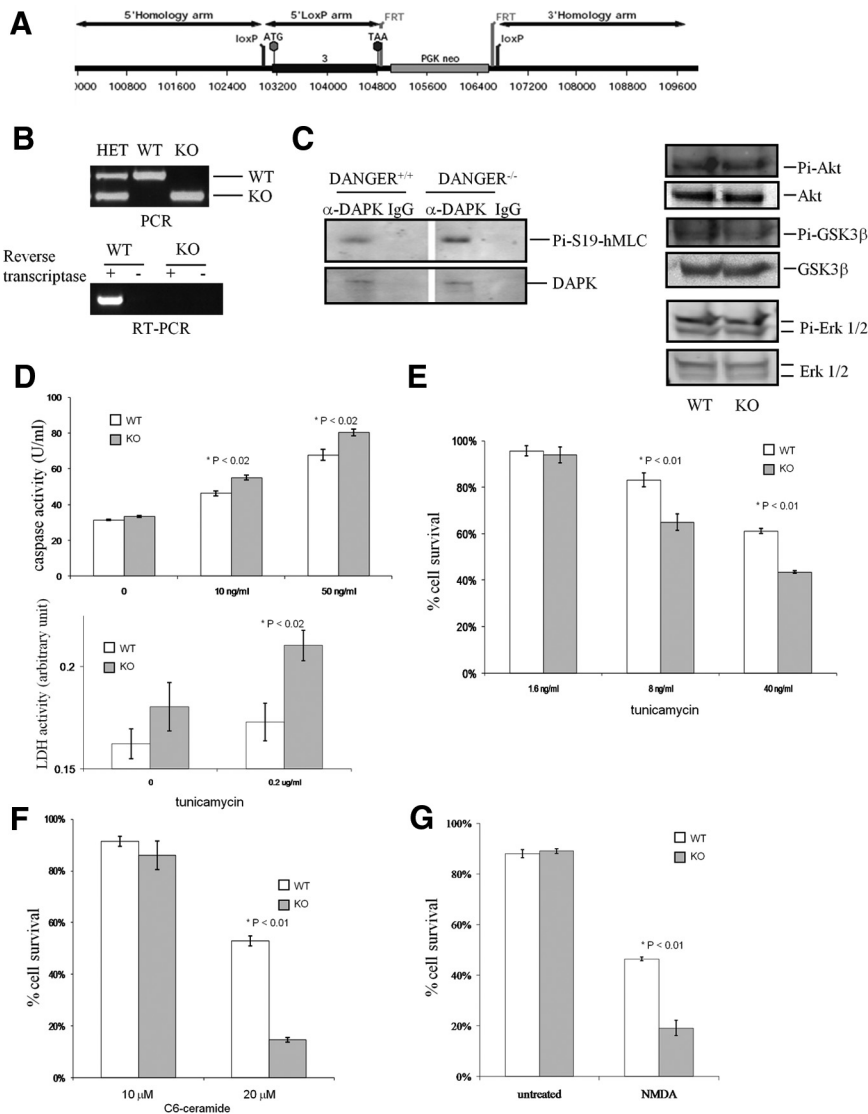 A
5'Homology arm
5'LoxP arm
FRT
FRT
3'Homology arm
loxP
ATG
TAA
loxP
3
PGK neo
0000 100800 101600 102400 103200 104000 104800 105600 106400 107200 108000 108800 109600
B
HET WT KO
WT
KO
PCR
Reverse
transcriptase
WT KO
+ - + -
RT-PCR
C
DANGER+/+ DANGER-/-
α-DAPK IgG α-DAPK IgG
Pi-S19-hMLC
DAPK
Pi-Akt
Akt
Pi-GSK3β
GSK3β
Pi-Erk 1/2
Erk 1/2
WT KO
D
100
80
60
40
20
0
caspase activity (U/ml)
WT
KO
* P < 0.02
* P < 0.02
0 10 ng/ml 50 ng/ml
LDH activity (arbitrary unit)
0.2
0.15
WT
KO
* P < 0.02
0 0.2 ug/ml
tunicamycin
E
100%
80%
60%
40%
20%
0%
% cell survival
WT
KO
* P < 0.01
* P < 0.01
1.6 ng/ml 8 ng/ml 40 ng/ml
tunicamycin
F
100%
80%
60%
40%
20%
0%
% cell survival
WT
KO
* P < 0.01
10 μM 20 μM
C6-ceramide
G
100%
80%
60%
40%
20%
0%
% cell survival
WT
KO
* P < 0.01
untreated NMDA